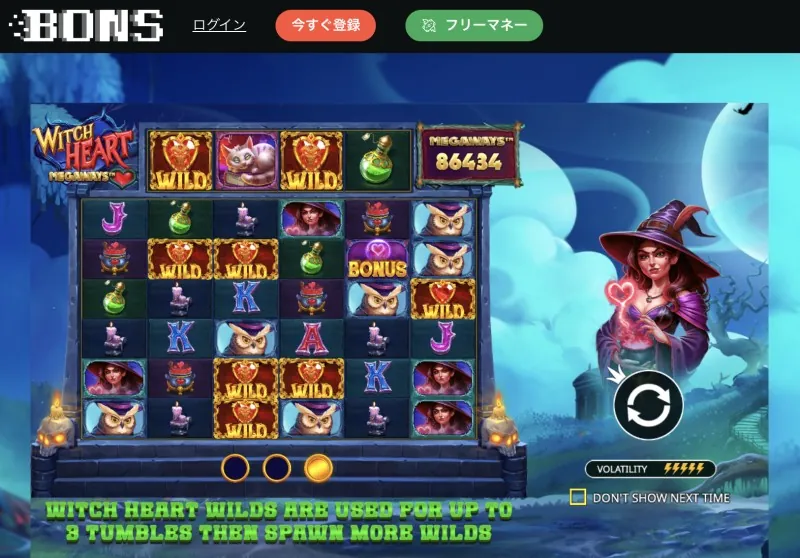 BONS ログイン 今すぐ登録 フリーマネー
WITCH HEART MEGAWAYS™
WILD WILD
MEGAWAYS™
86434
J
WILD WILD BONUS
K WILD
K A J
WILD WILD K
WILD
VOLATILITY
DON'T SHOW NEXT TIME
WITCH HEART WILDS ARE USED FOR UP TO
3 TUMBLES THEN SPAWN MORE WILDS